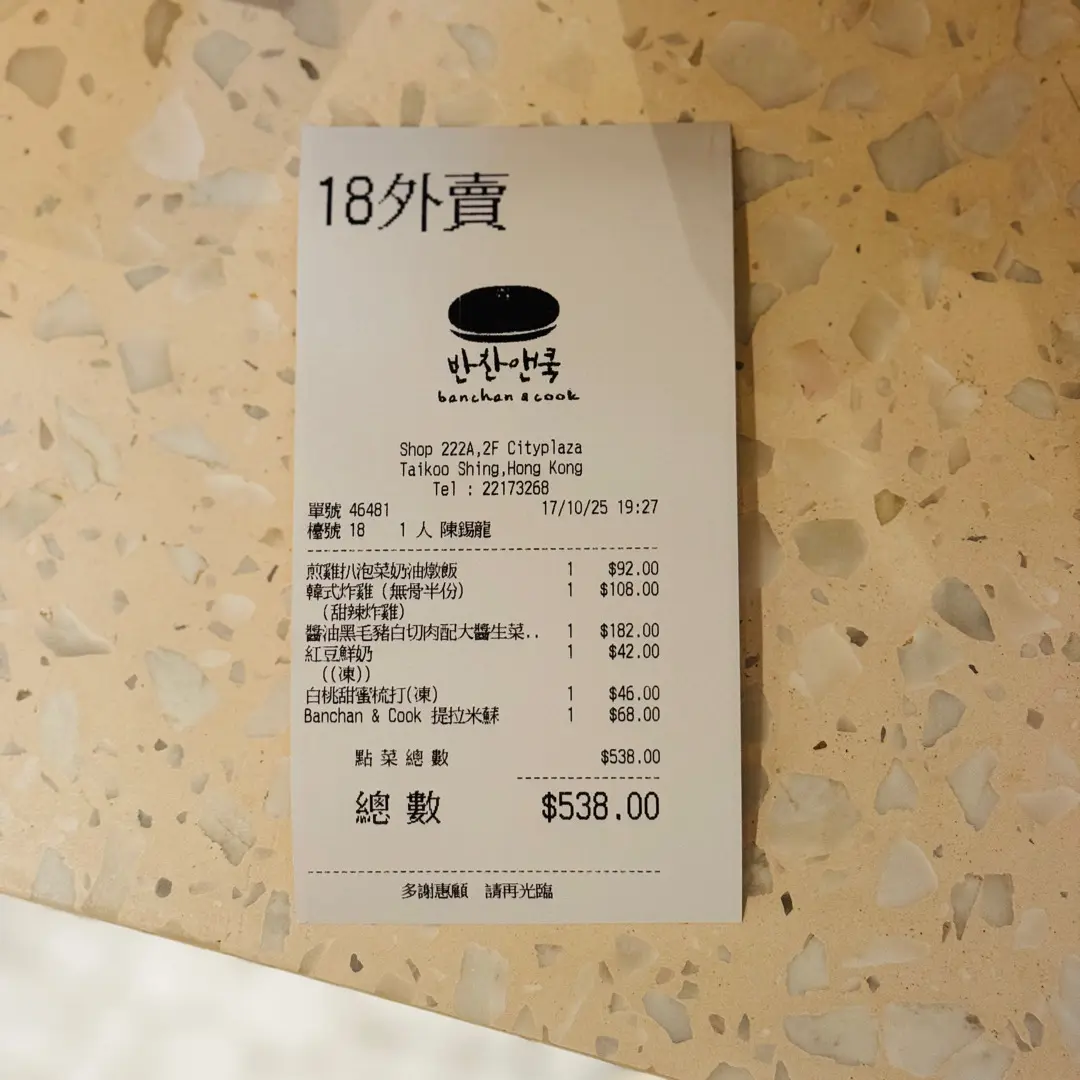 18外賣
반찬앤쿡
banchan & cook
Shop 222A,2F Cityplaza
Taikoo Shing,Hong Kong
Tel : 22173268
單號 46481 17/10/25 19:27
檯號 18 1 人 陳錫龍
煎雞扒泡菜奶油燉飯 1 $92.00
韓式炸雞 (無骨半份) 1 $108.00
(甜辣炸雞)
醬油黑毛豬白切肉配大醬生菜.. 1 $182.00
紅豆鮮奶 1 $42.00
((凍))
白桃甜蜜梳打(凍) 1 $46.00
Banchan & Cook 提拉米蘇 1 $68.00
點菜總數 $538.00
總數 $538.00
多謝惠顧 請再光臨